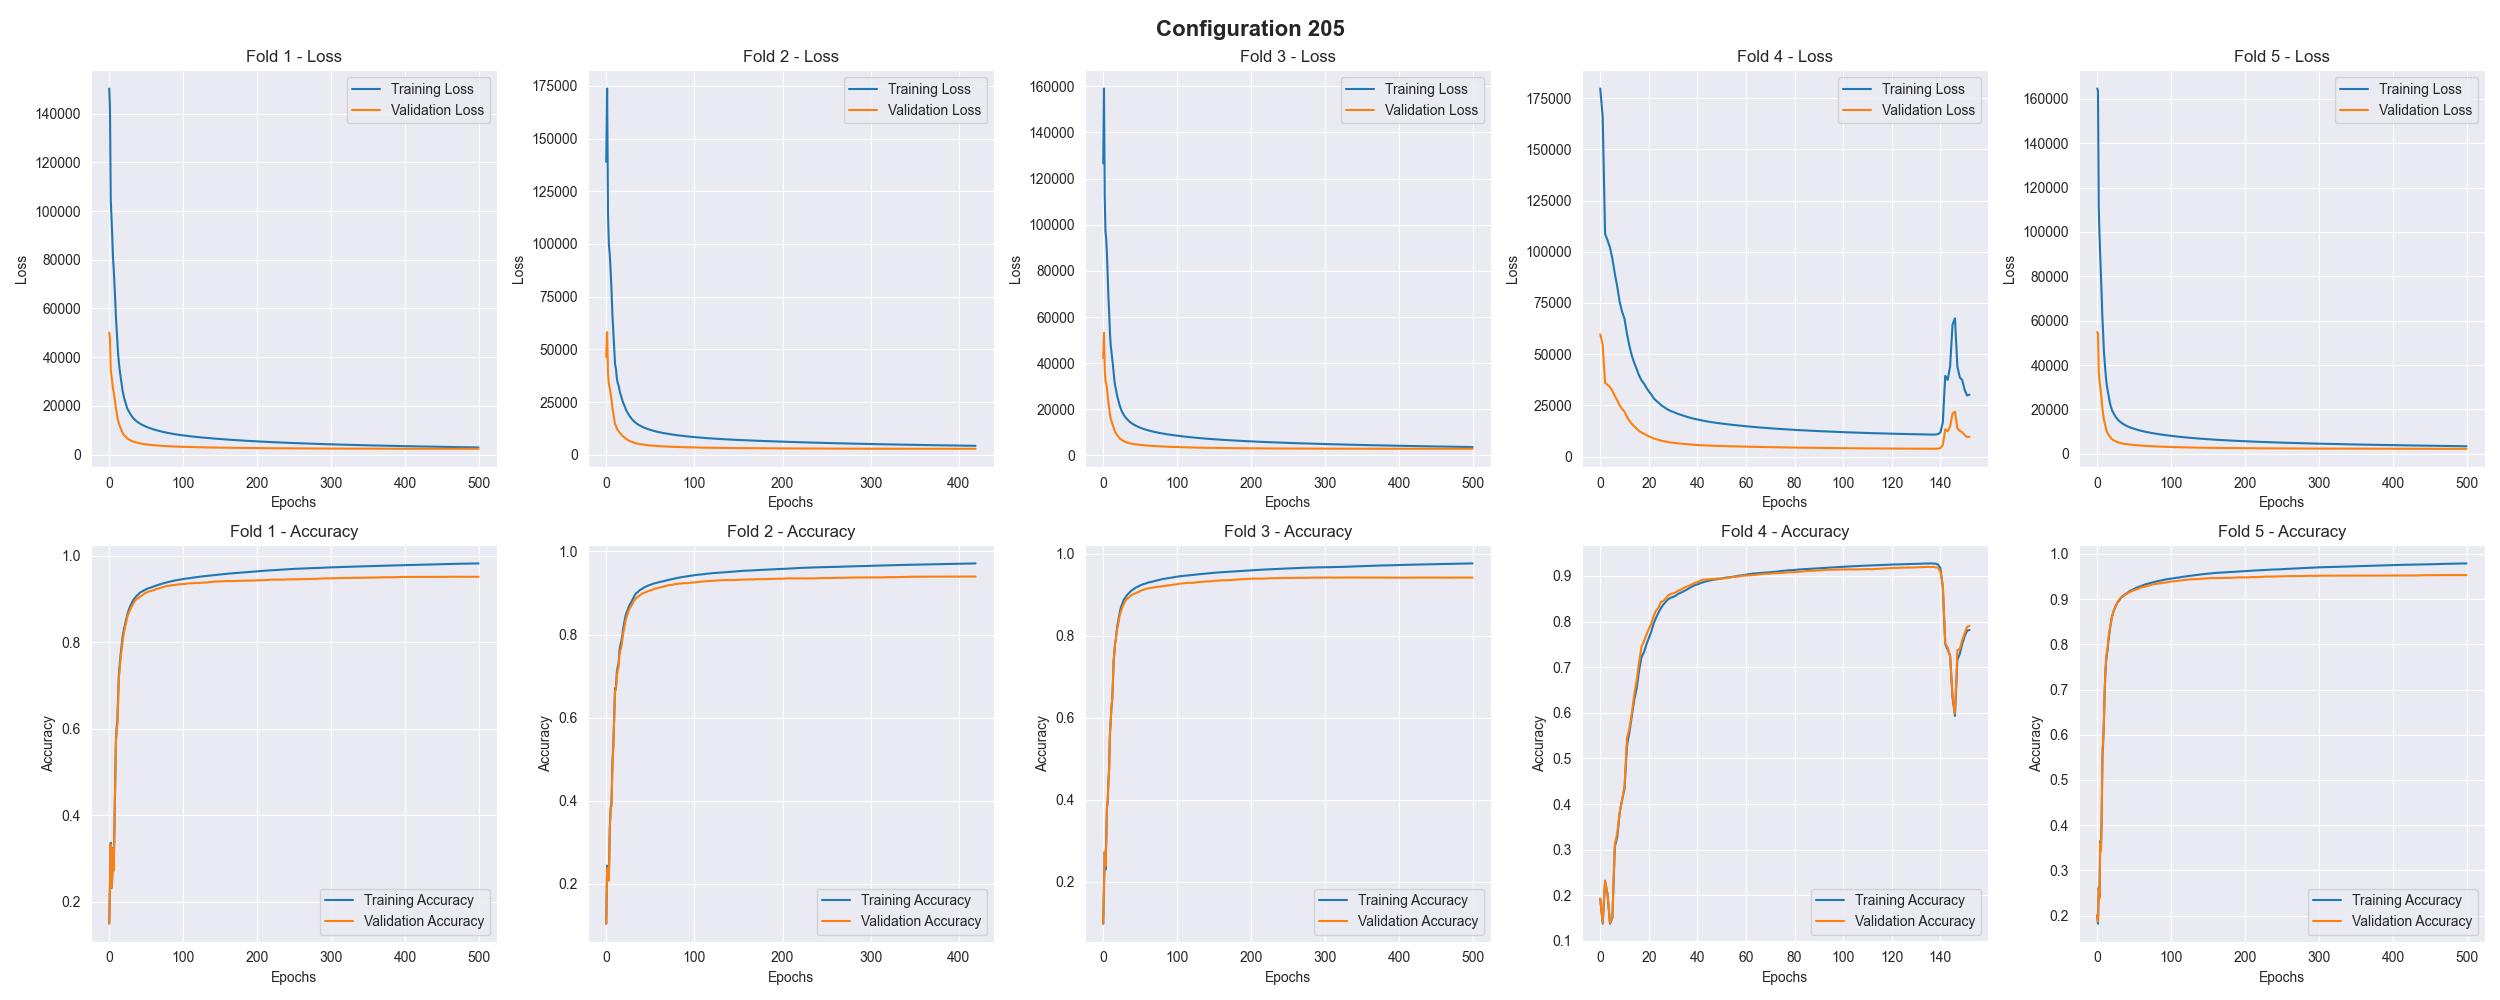 Configuration 205
Fold 1 - Loss
Training Loss
Validation Loss
140000
120000
100000
80000
60000
40000
20000
0
Loss
0 100 200 300 400 500
Epochs
Fold 2 - Loss
Training Loss
Validation Loss
175000
150000
125000
100000
75000
50000
25000
0
Loss
0 100 200 300 400
Epochs
Fold 3 - Loss
Training Loss
Validation Loss
160000
140000
120000
100000
80000
60000
40000
20000
0
Loss
0 100 200 300 400 500
Epochs
Fold 4 - Loss
Training Loss
Validation Loss
175000
150000
125000
100000
75000
50000
25000
0
Loss
0 20 40 60 80 100 120 140
Epochs
Fold 5 - Loss
Training Loss
Validation Loss
160000
140000
120000
100000
80000
60000
40000
20000
0
Loss
0 100 200 300 400 500
Epochs
Fold 1 - Accuracy
1.0
0.8
0.6
0.4
0.2
Accuracy
Training Accuracy
Validation Accuracy
0 100 200 300 400 500
Epochs
Fold 2 - Accuracy
1.0
0.8
0.6
0.4
0.2
Accuracy
Training Accuracy
Validation Accuracy
0 100 200 300 400
Epochs
Fold 3 - Accuracy
1.0
0.8
0.6
0.4
0.2
Accuracy
Training Accuracy
Validation Accuracy
0 100 200 300 400 500
Epochs
Fold 4 - Accuracy
0.9
0.8
0.7
0.6
0.5
0.4
0.3
0.2
0.1
Accuracy
Training Accuracy
Validation Accuracy
0 20 40 60 80 100 120 140
Epochs
Fold 5 - Accuracy
1.0
0.9
0.8
0.7
0.6
0.5
0.4
0.3
0.2
Accuracy
Training Accuracy
Validation Accuracy
0 100 200 300 400 500
Epochs